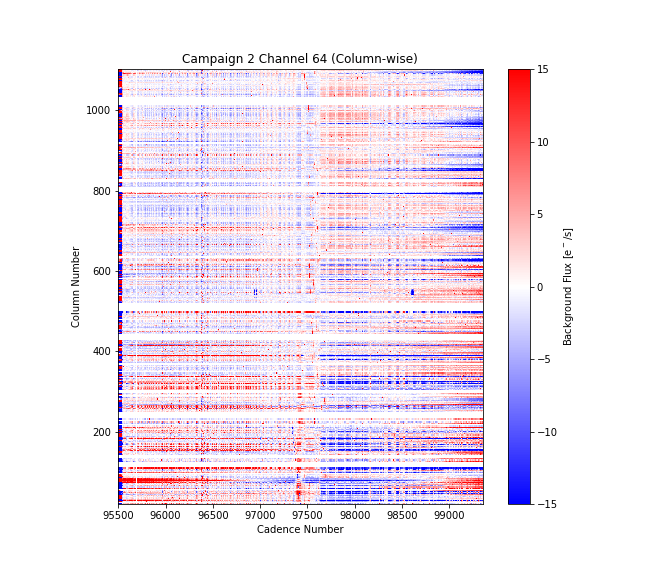 Campaign 2 Channel 64 (Column-wise)
1000
800
600
400
200
Column Number
95500 96000 96500 97000 97500 98000 98500 99000
Cadence Number
15
10
5
0
−5
−10
−15
Background Flux [e⁻/s]